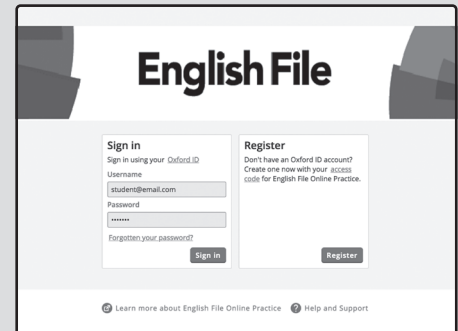 English File
Sign in
Sign in using your Oxford ID
Username
student@email.com
Password
•••••••
Forgotten your password?
Sign in
Register
Don't have an Oxford ID account?
Create one now with your access
code for English File Online Practice.
Register
Learn more about English File Online Practice
? Help and Support